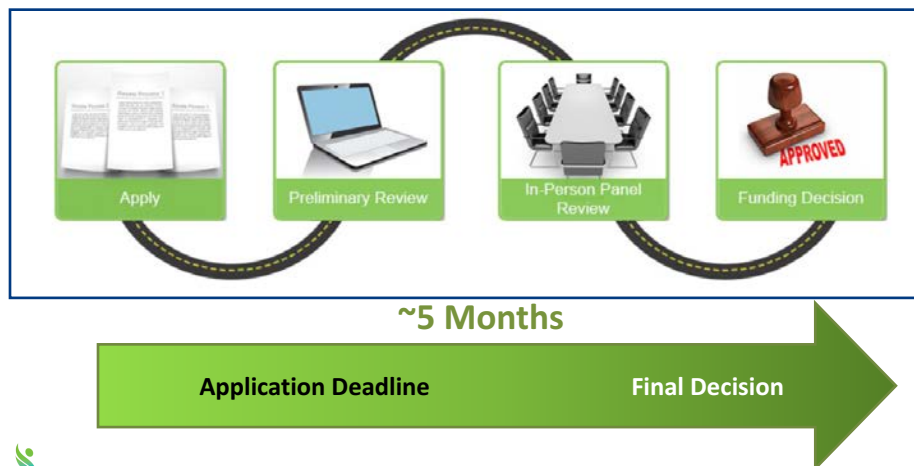 Apply
Preliminary Review
In-Person Panel
Review
APPROVED
Funding Decision
~5 Months
Application Deadline
Final Decision